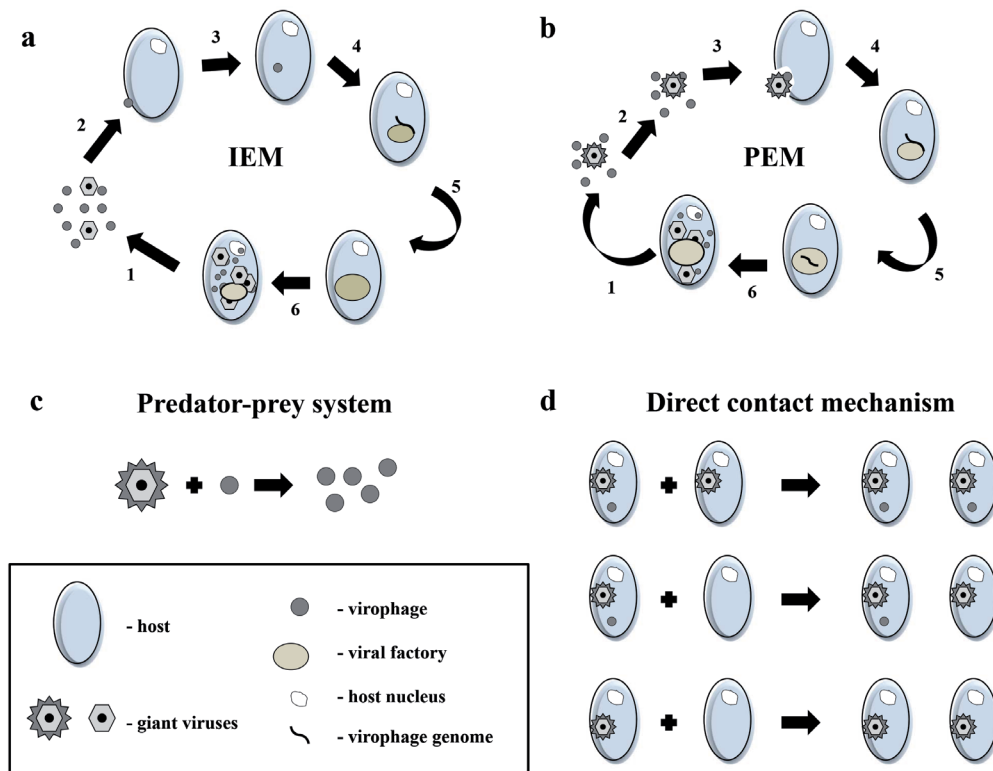 a
3
4
2
IEM
5
1
6
b
3
4
2
PEM
5
1
6
c
Predator-prey system
d
Direct contact mechanism
- host
- giant viruses
- virophage
- viral factory
- host nucleus
- virophage genome